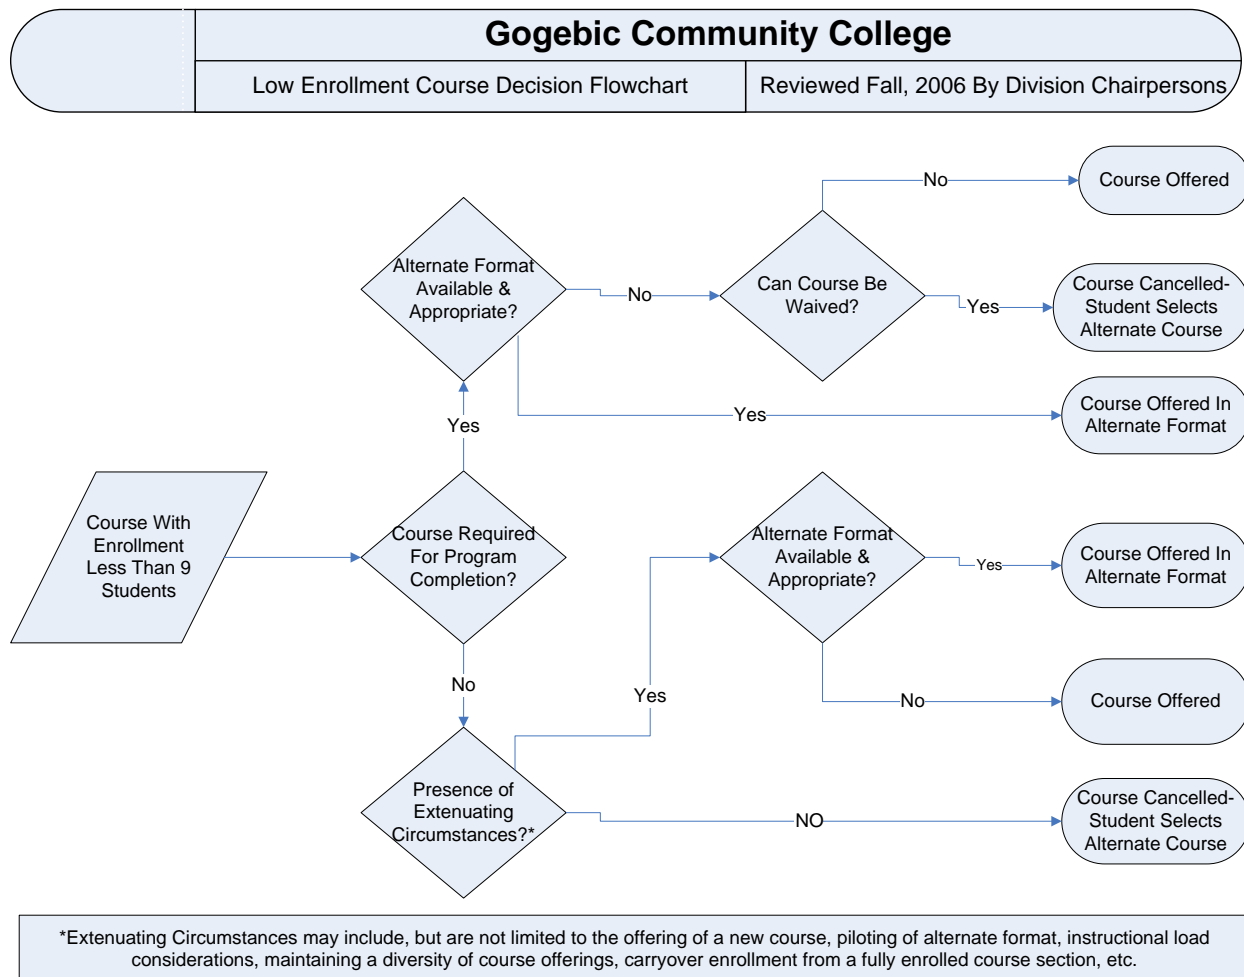 Gogebic Community College
Low Enrollment Course Decision Flowchart
Reviewed Fall, 2006 By Division Chairpersons
No
Course Offered
Alternate Format
Available &
Appropriate?
No
Can Course Be
Waived?
Yes
Course Cancelled-
Student Selects
Alternate Course
Yes
Course Offered In
Alternate Format
Yes
Course With
Enrollment
Less Than 9
Students
Course Required
For Program
Completion?
Alternate Format
Available &
Appropriate?
Yes
Course Offered In
Alternate Format
No
Yes
No
Course Offered
Presence of
Extenuating
Circumstances?*
NO
Course Cancelled-
Student Selects
Alternate Course
*Extenuating Circumstances may include, but are not limited to the offering of a new course, piloting of alternate format, instructional load
considerations, maintaining a diversity of course offerings, carryover enrollment from a fully enrolled course section, etc.